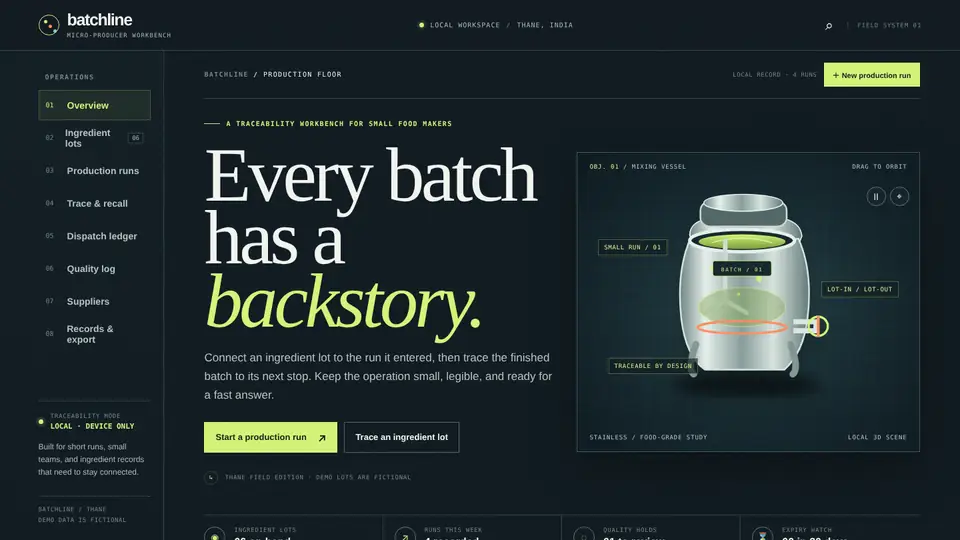 batchline
MICRO-PRODUCER WORKBENCH
LOCAL WORKSPACE / THANE, INDIA
FIELD SYSTEM 01
OPERATIONS
01 Overview
02 Ingredient lots 06
03 Production runs
04 Trace & recall
05 Dispatch ledger
06 Quality log
07 Suppliers
08 Records & export
TRACEABILITY MODE
LOCAL · DEVICE ONLY
Built for short runs, small
teams, and ingredient records
that need to stay connected.
BATCHLINE / THANE
DEMO DATA IS FICTIONAL
BATCHLINE / PRODUCTION FLOOR
LOCAL RECORD · 4 RUNS
+ New production run
A TRACEABILITY WORKBENCH FOR SMALL FOOD MAKERS
Every batch
has a
backstory.
Connect an ingredient lot to the run it entered, then trace the finished
batch to its next stop. Keep the operation small, legible, and ready for
a fast answer.
Start a production run ↗
Trace an ingredient lot
THANE FIELD EDITION · DEMO LOTS ARE FICTIONAL
OBJ. 01 / MIXING VESSEL
DRAG TO ORBIT
SMALL RUN / 01
BATCH / 01
LOT-IN / LOT-OUT
TRACEABLE BY DESIGN
STAINLESS / FOOD-GRADE STUDY
LOCAL 3D SCENE
INGREDIENT LOTS
RUNS THIS WEEK
QUALITY HOLDS
EXPIRY WATCH